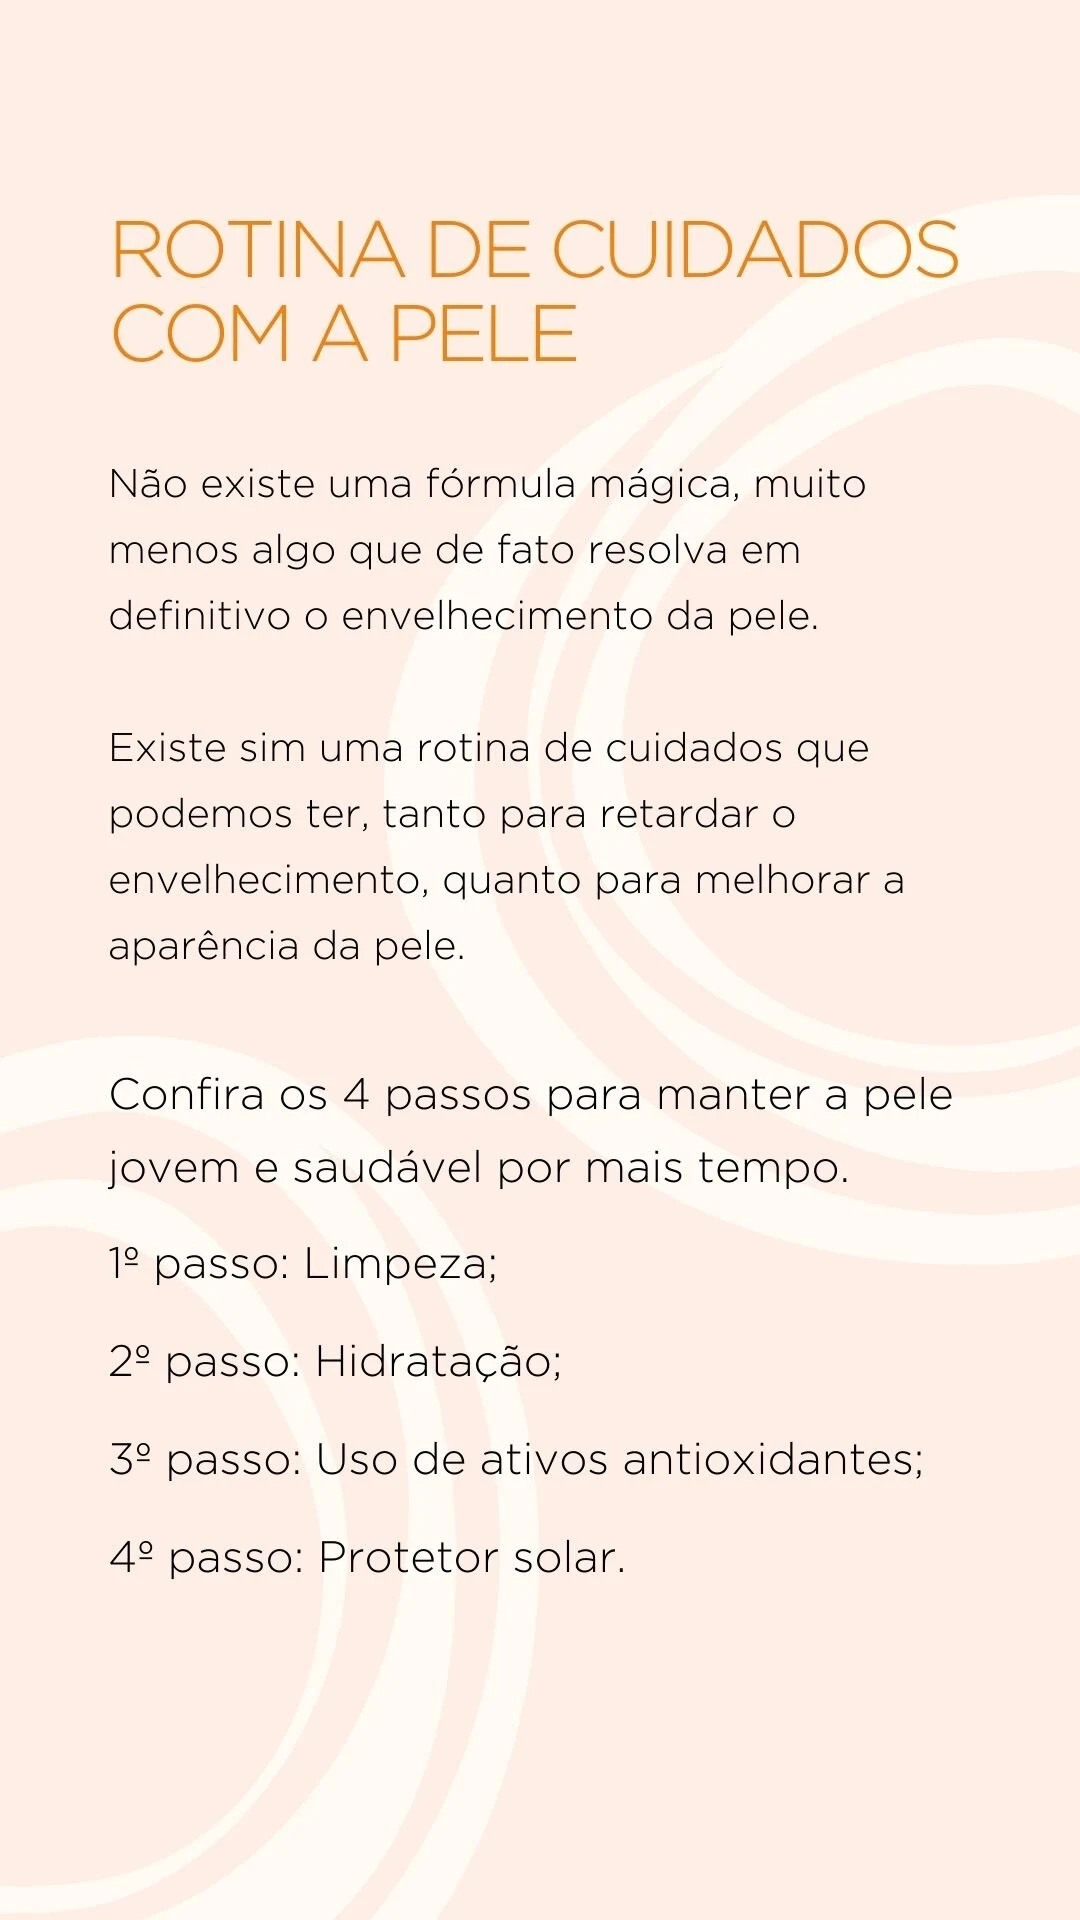 ROTINA DE CUIDADOS
COM A PELE
Não existe uma fórmula mágica, muito
menos algo que de fato resolva em
definitivo o envelhecimento da pele.
Existe sim uma rotina de cuidados que
podemos ter, tanto para retardar o
envelhecimento, quanto para melhorar a
aparência da pele.
Confira os 4 passos para manter a pele
jovem e saudável por mais tempo.
1º passo: Limpeza;
2º passo: Hidratação;
3º passo: Uso de ativos antioxidantes;
4º passo: Protetor solar.